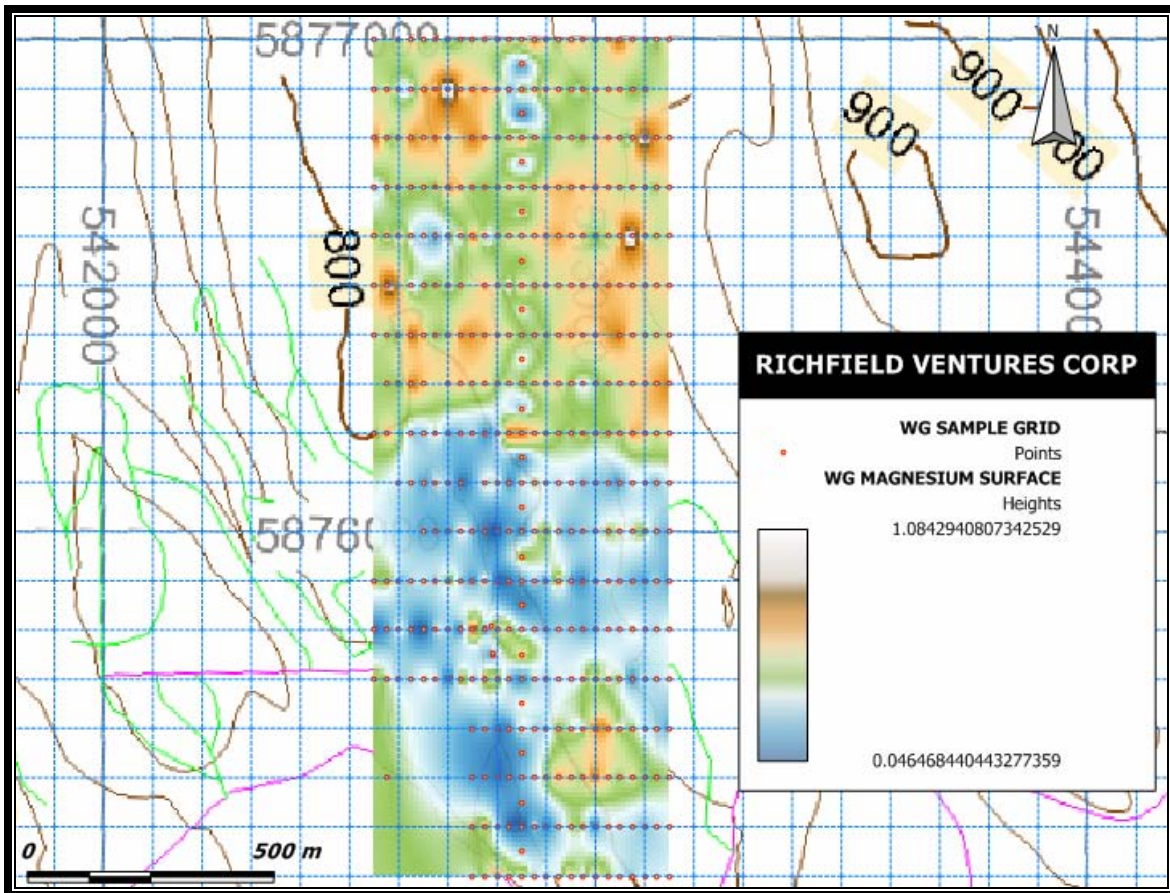 5877000
N
900
900
800
542000
RICHFIELD VENTURES CORP
WG SAMPLE GRID
Points
WG MAGNESIUM SURFACE
Heights
1.0842940807342529
0.046468440443277359
0
500 m